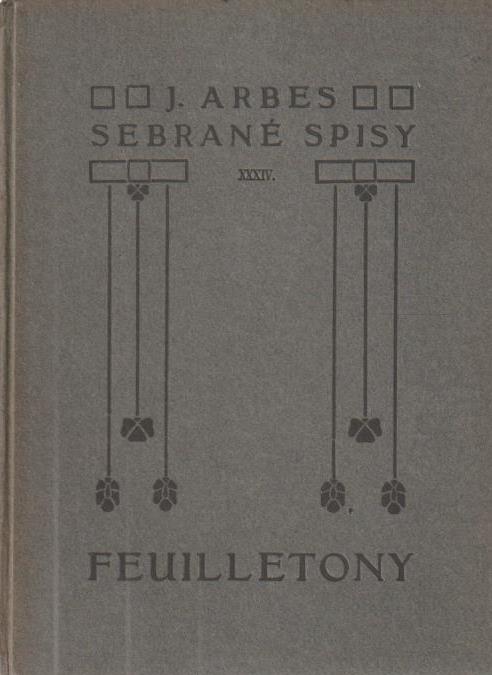 J. ARBES
SEBRANÉ SPISY
XXXIV.
FEUILLETONY